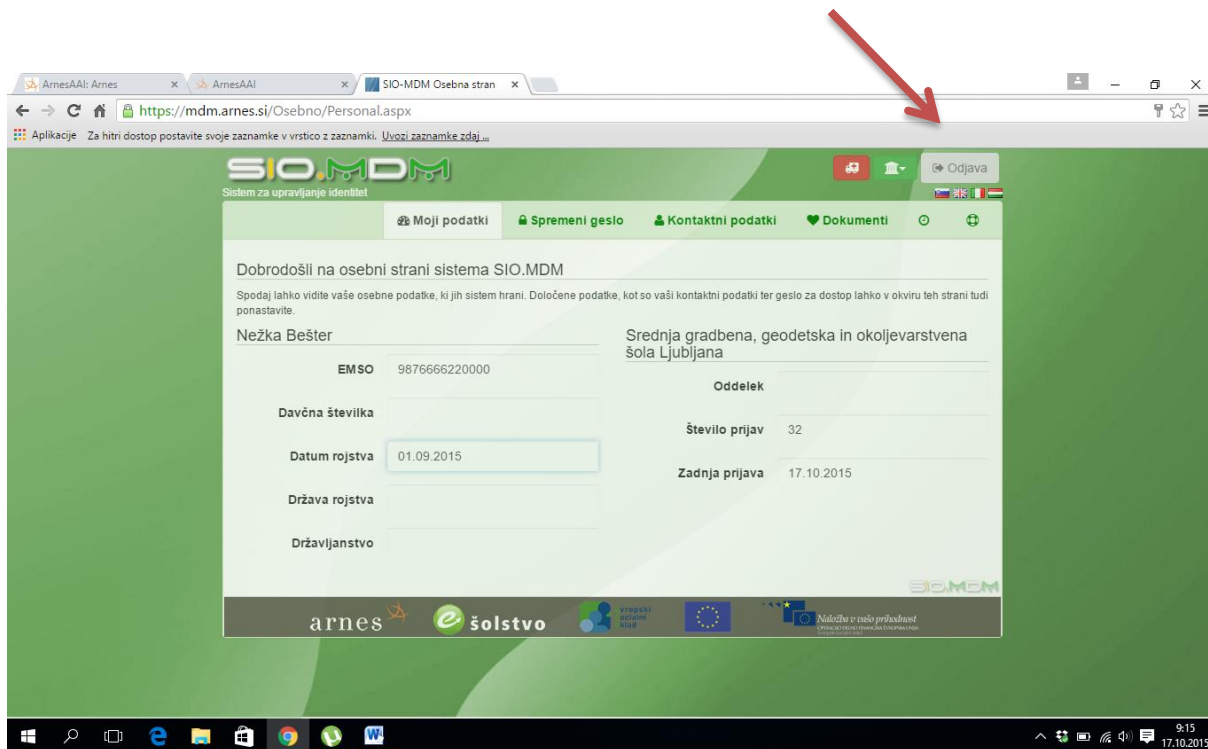 ArnesAAI: Arnes
ArnesAAI
SIO-MDM Osebna stran
https://mdm.arnes.si/Osebno/Personal.aspx
Aplikacije Za hitri dostop postavite svoje zaznamke v vrstico z zaznamki. Uvozi zaznamke zdaj ...
SIO.MDM
Sistem za upravljanje identitet
Odjava
Moji podatki Spremeni geslo Kontaktni podatki Dokumenti
Dobrodošli na osebni strani sistema SIO.MDM
Spodaj lahko vidite vaše osebne podatke, ki jih sistem hrani. Določene podatke, kot so vaši kontaktni podatki ter geslo za dostop lahko v okviru teh strani tudi
ponastavite.
Nežka Bešter
EMSO 9876666220000
Davčna številka
Datum rojstva 01.09.2015
Država rojstva
Državljanstvo
Srednja gradbena, geodetska in okoljevarstvena
šola Ljubljana
Oddelek
Število prijav 32
Zadnja prijava 17.10.2015
SIO.MDM
arnes
e šolstvo
vropski
socialni
klad
Naložba v vašo prihodnost
9:15
17.10.2015